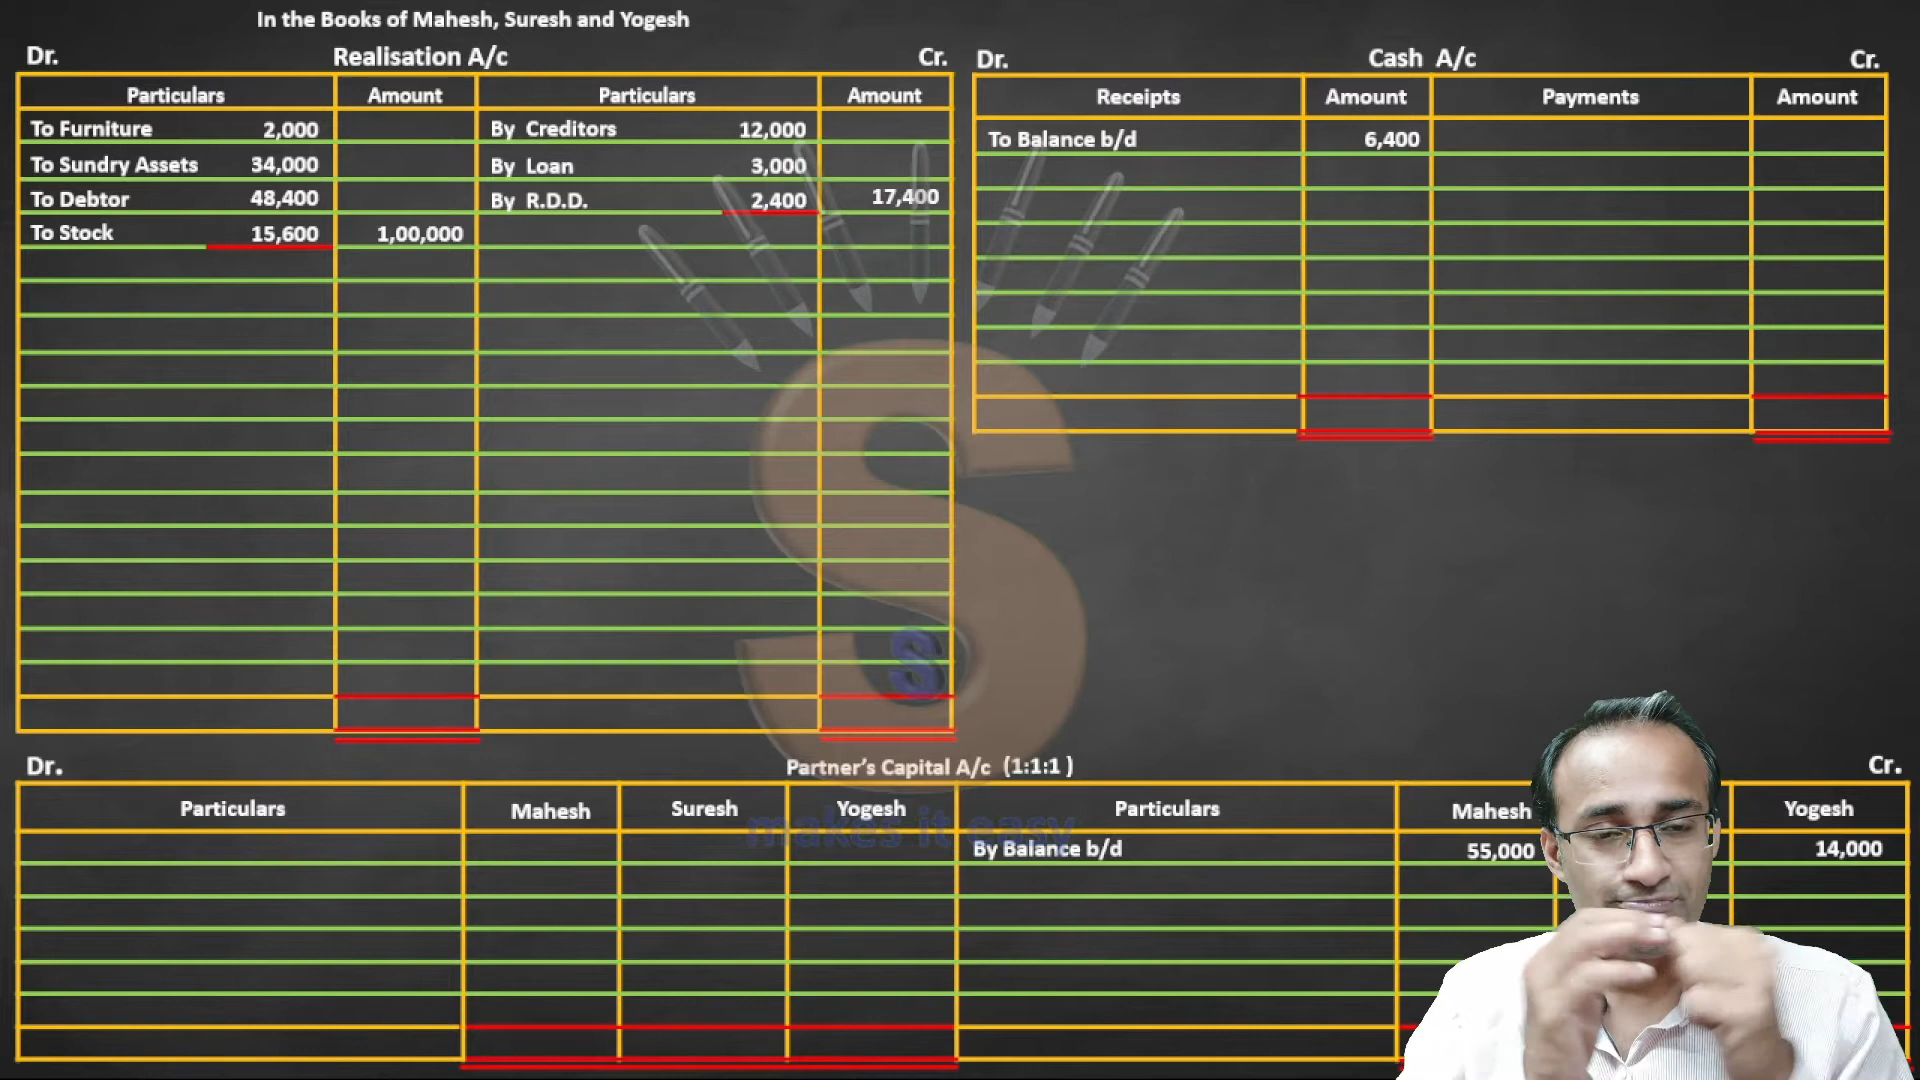 In the Books of Mahesh, Suresh and Yogesh
Dr. Realisation A/c Cr.
Particulars Amount Particulars Amount
To Furniture 2,000 By Creditors 12,000
To Sundry Assets 34,000 By Loan 3,000
To Debtor 48,400 By R.D.D. 2,400 17,400
To Stock 15,600 1,00,000
Dr. Cash A/c Cr.
Receipts Amount Payments Amount
To Balance b/d 6,400
S
makes it easy
Dr. Partner's Capital A/c (1:1:1) Cr.
Particulars Mahesh Suresh Yogesh Particulars Mahesh Yogesh
By Balance b/d 55,000 14,000